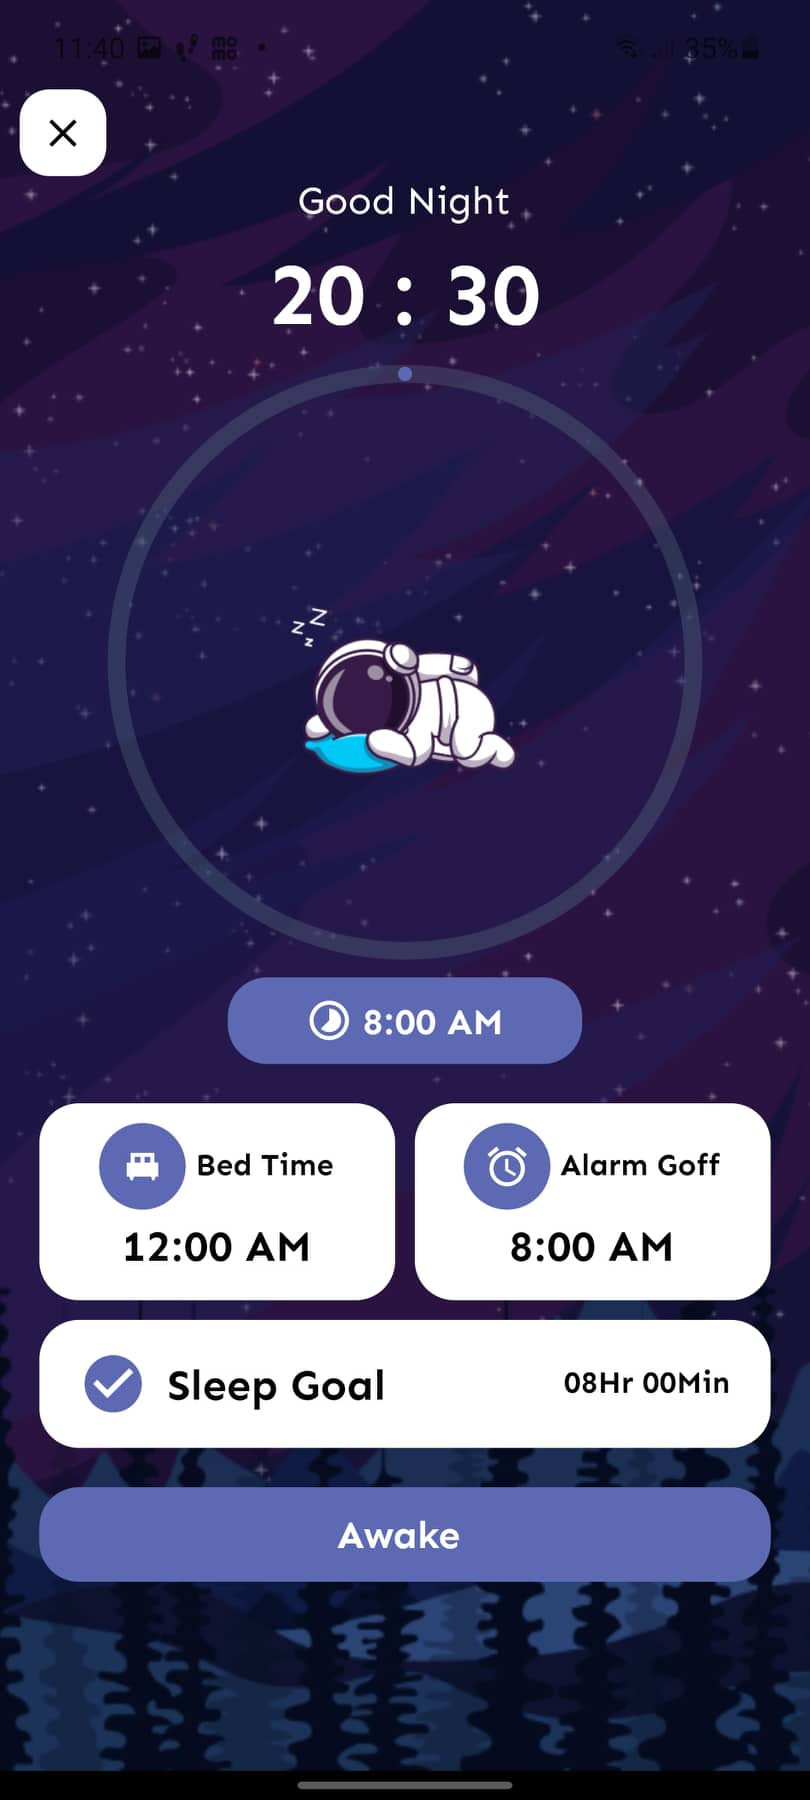 11:40 35%
Good Night
20 : 30
z z z
8:00 AM
Bed Time
12:00 AM
Alarm Goff
8:00 AM
Sleep Goal 08Hr 00Min
Awake